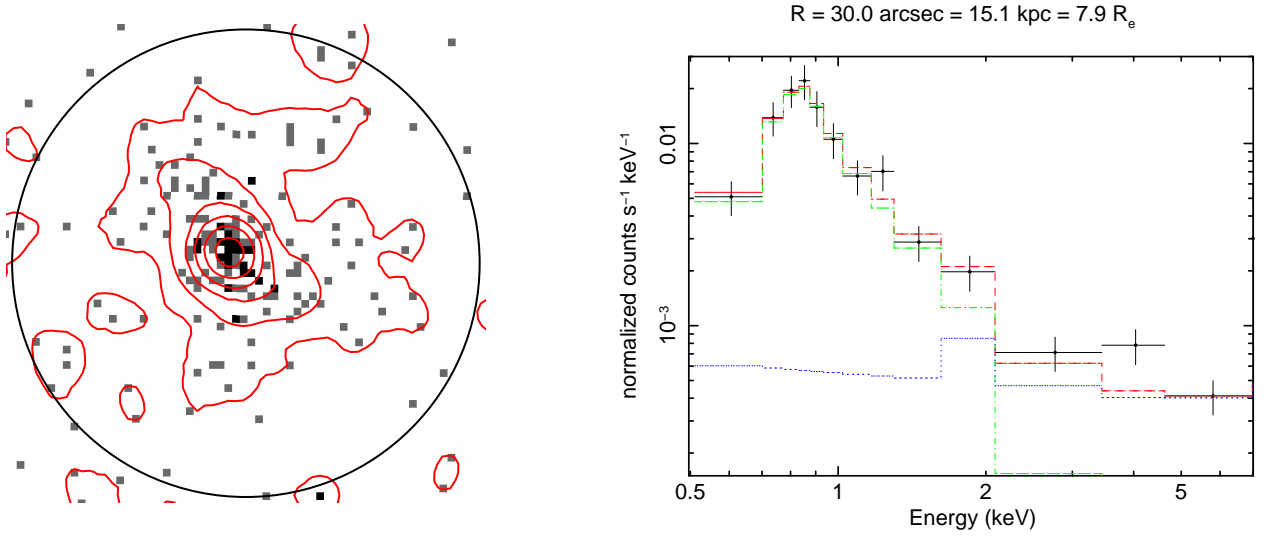 R = 30.0 arcsec = 15.1 kpc = 7.9 Rₑ
normalized counts s⁻¹ keV⁻¹
0.01
10⁻³
0.5 1 2 5
Energy (keV)